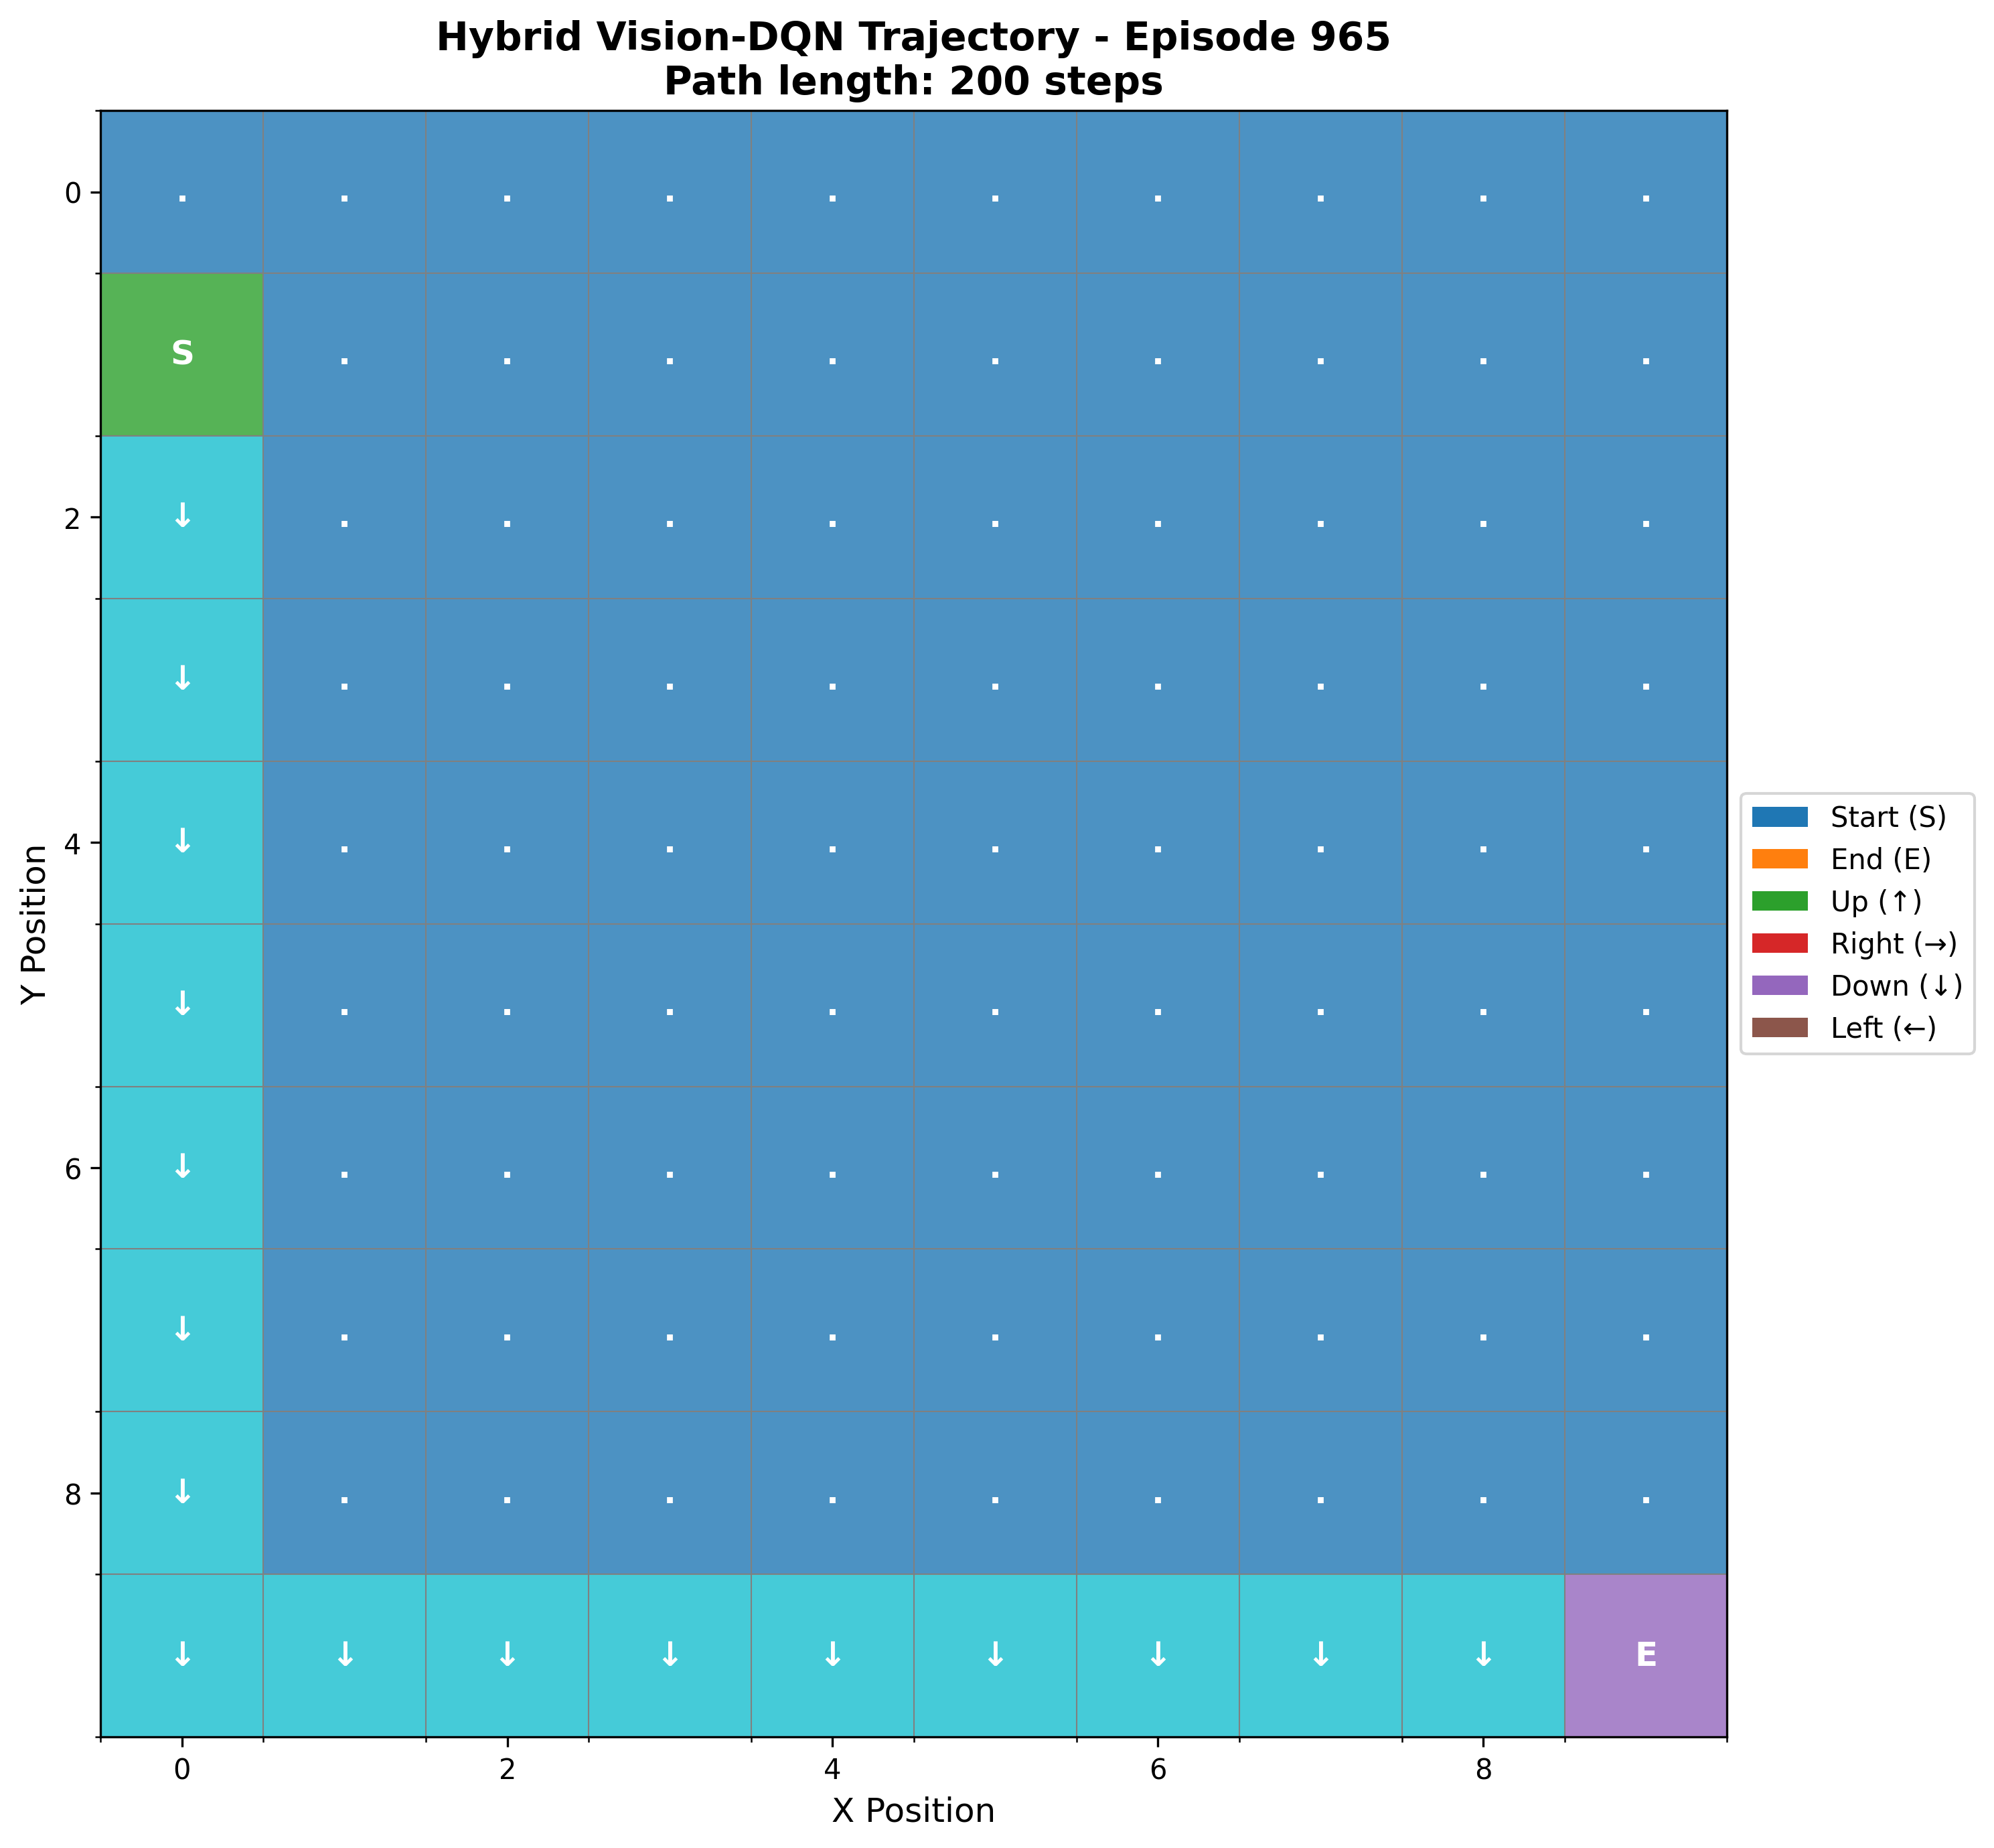 Hybrid Vision-DQN Trajectory - Episode 965
Path length: 200 steps
0 . . . . . . . . . .
S . . . . . . . . .
2 ↓ . . . . . . . . .
↓ . . . . . . . . .
4 ↓ . . . . . . . . .
↓ . . . . . . . . .
6 ↓ . . . . . . . . .
↓ . . . . . . . . .
8 ↓ . . . . . . . . .
↓ ↓ ↓ ↓ ↓ ↓ ↓ ↓ ↓ E
0 2 4 6 8
X Position
Y Position
Start (S)
End (E)
Up (↑)
Right (→)
Down (↓)
Left (←)